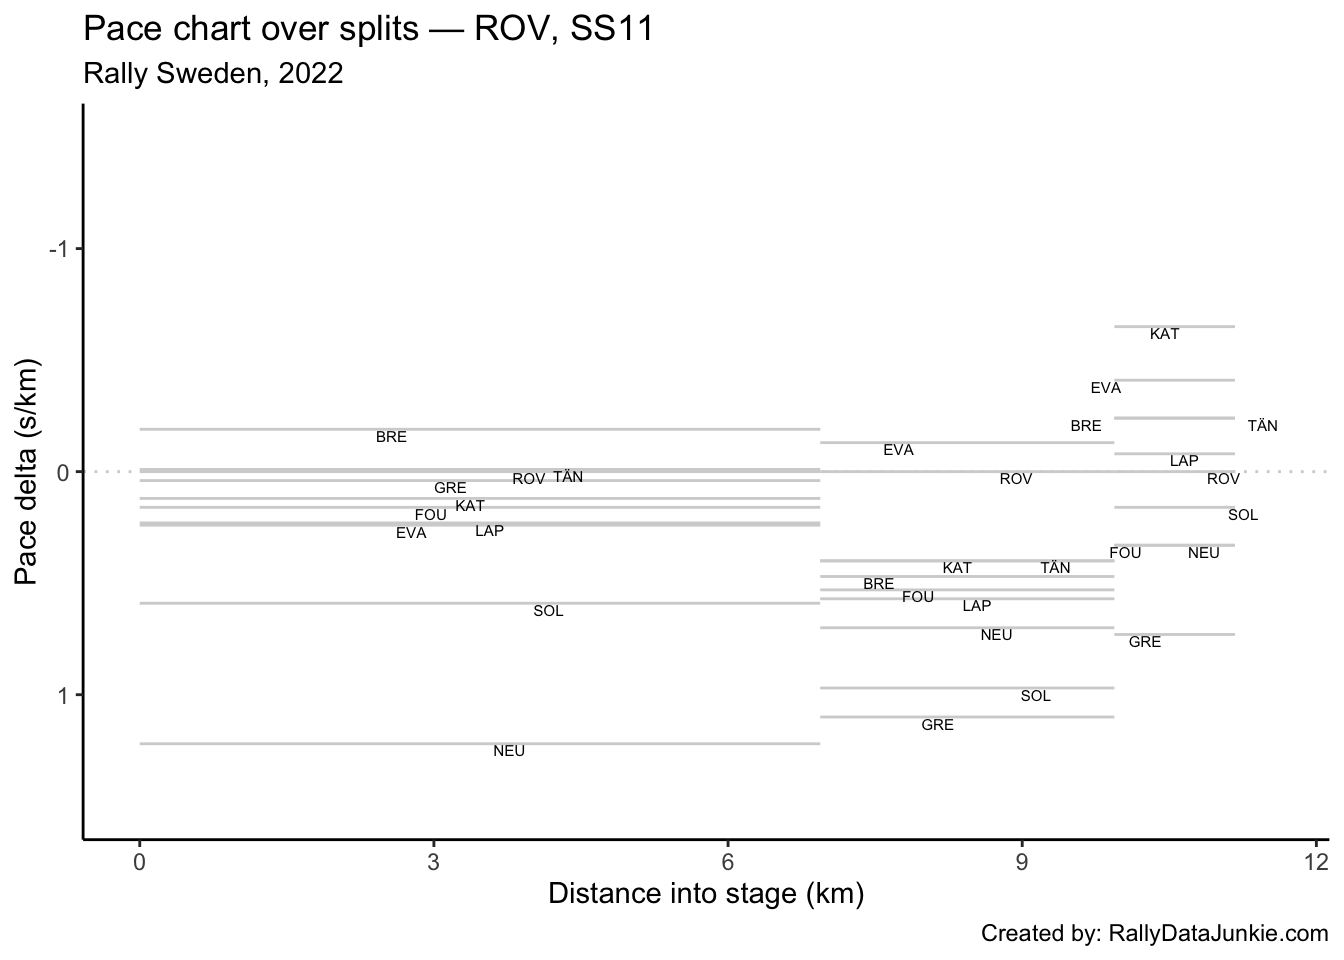 Pace chart over splits — ROV, SS11
Rally Sweden, 2022
Pace delta (s/km)
-1
0
1
KAT
EVA
BRE TÄN
BRE
EVA
LAP
ROV TÄN ROV ROV
GRE
KAT
FOU SOL
EVA LAP
FOU NEU
KAT TÄN
BRE
FOU
LAP
SOL
NEU
GRE
SOL
GRE
NEU
0 3 6 9 12
Distance into stage (km)
Created by: RallyDataJunkie.com